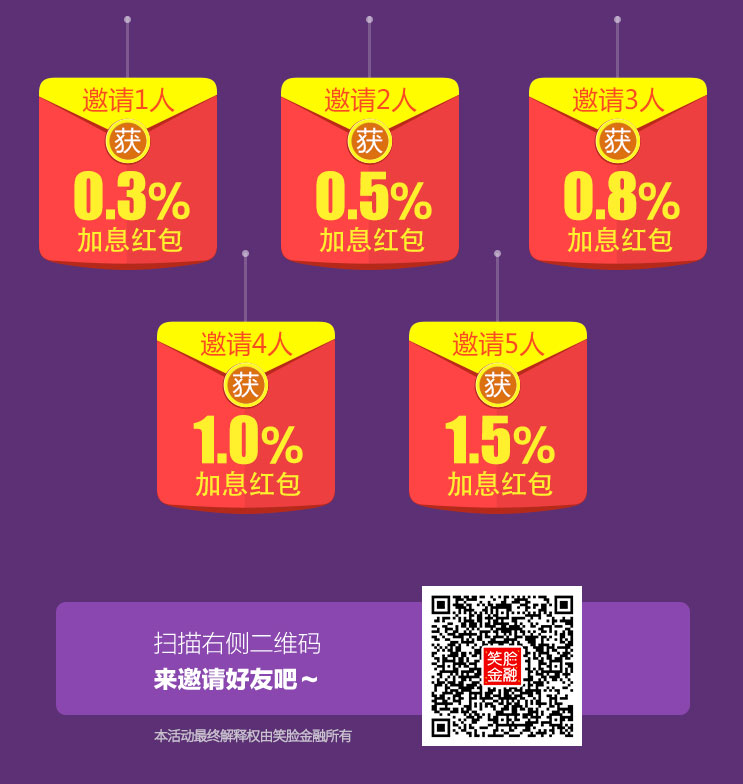 邀请1人
获
0.3%
加息红包
邀请2人
获
0.5%
加息红包
邀请3人
获
0.8%
加息红包
邀请4人
获
1.0%
加息红包
邀请5人
获
1.5%
加息红包
扫描右侧二维码
来邀请好友吧~
笑脸
金融
本活动最终解释权由笑脸金融所有